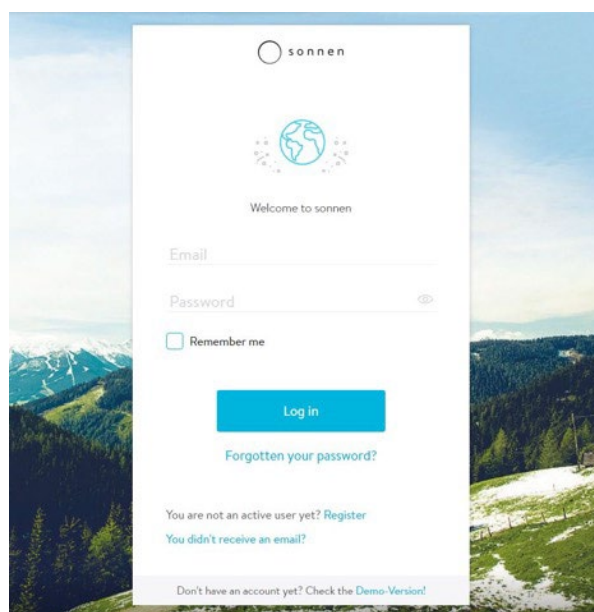 sonnen
Welcome to sonnen
Email
Password
Remember me
Log in
Forgotten your password?
You are not an active user yet? Register
You didn't receive an email?
Don't have an account yet? Check the Demo-Version!